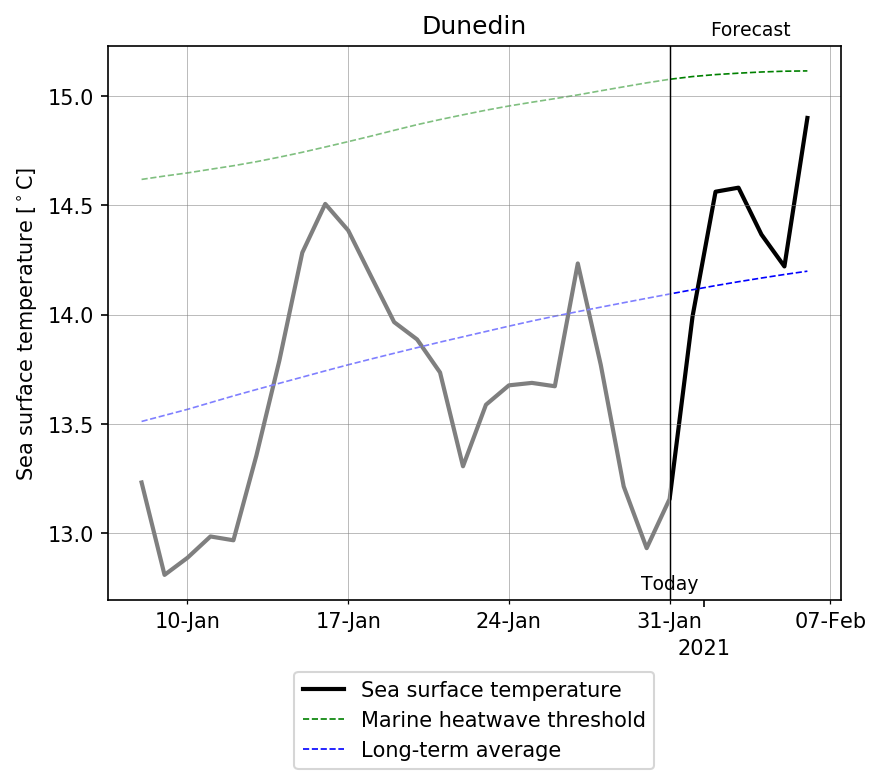 Dunedin
Forecast
Sea surface temperature [°C]
15.0
14.5
14.0
13.5
13.0
Today
10-Jan
17-Jan
24-Jan
31-Jan
07-Feb
2021
Sea surface temperature
Marine heatwave threshold
Long-term average